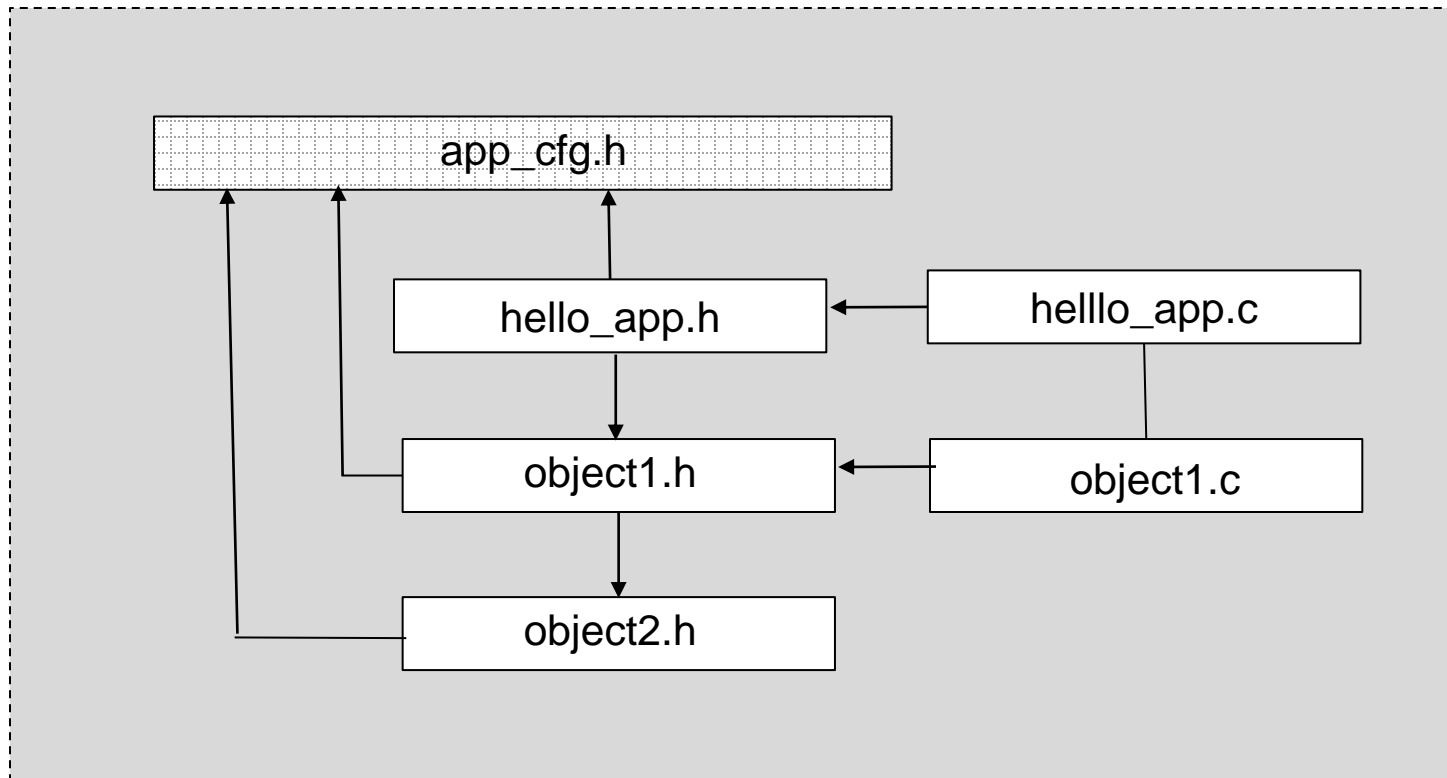 app_cfg.h
hello_app.h
helllo_app.c
object1.h
object1.c
object2.h